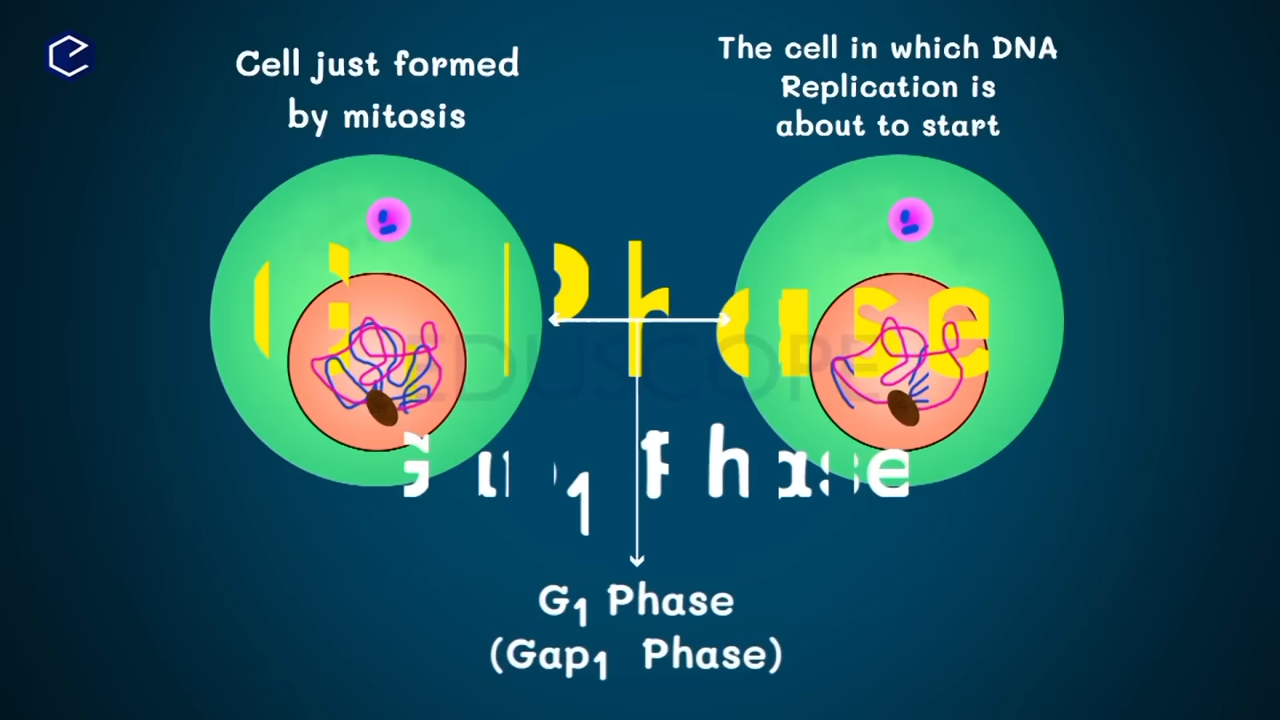 Cell just formed
by mitosis
The cell in which DNA
Replication is
about to start
EDUSCOPE
G₁ Phase
(Gap₁ Phase)